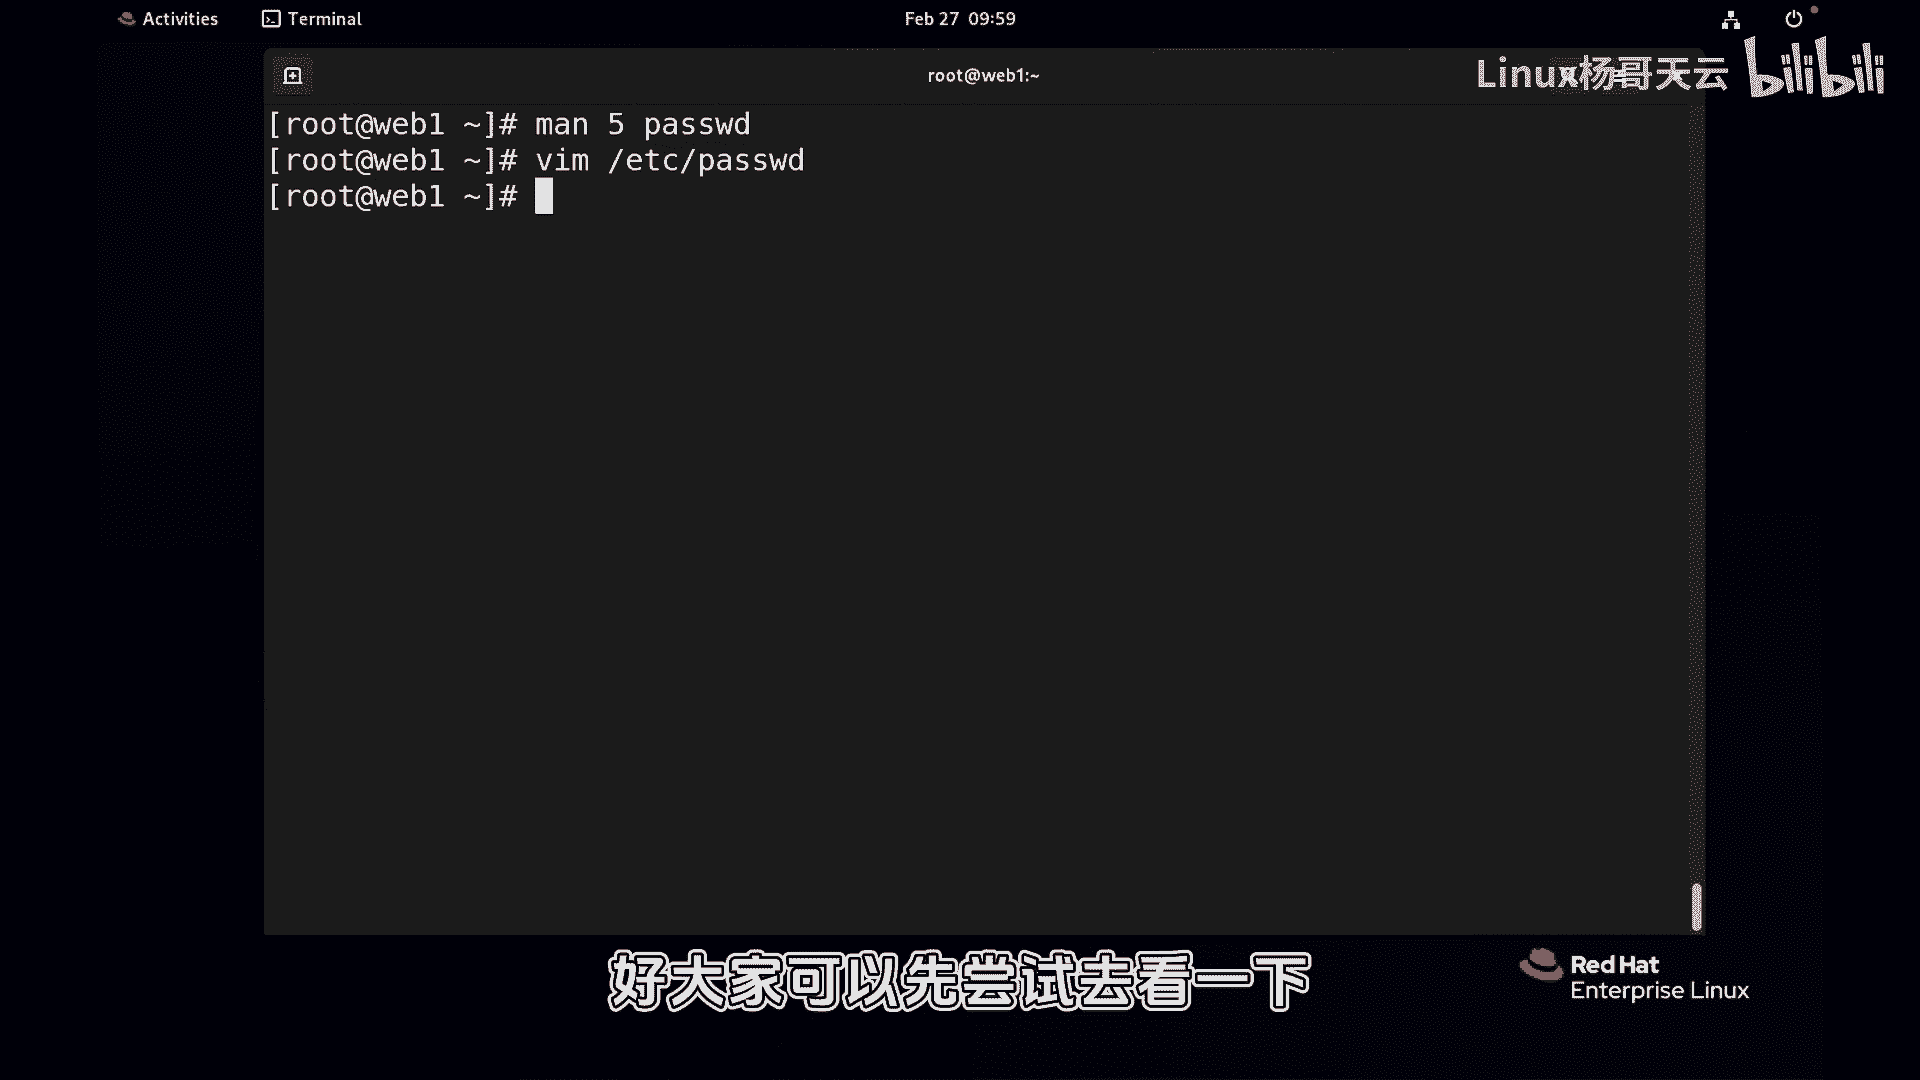 Activities
Terminal
Feb 27 09:59
root@web1:~
Linux杨哥天云 bilibili
[root@web1 ~]# man 5 passwd
[root@web1 ~]# vim /etc/passwd
[root@web1 ~]#
好大家可以先尝试去看一下
Red Hat
Enterprise Linux